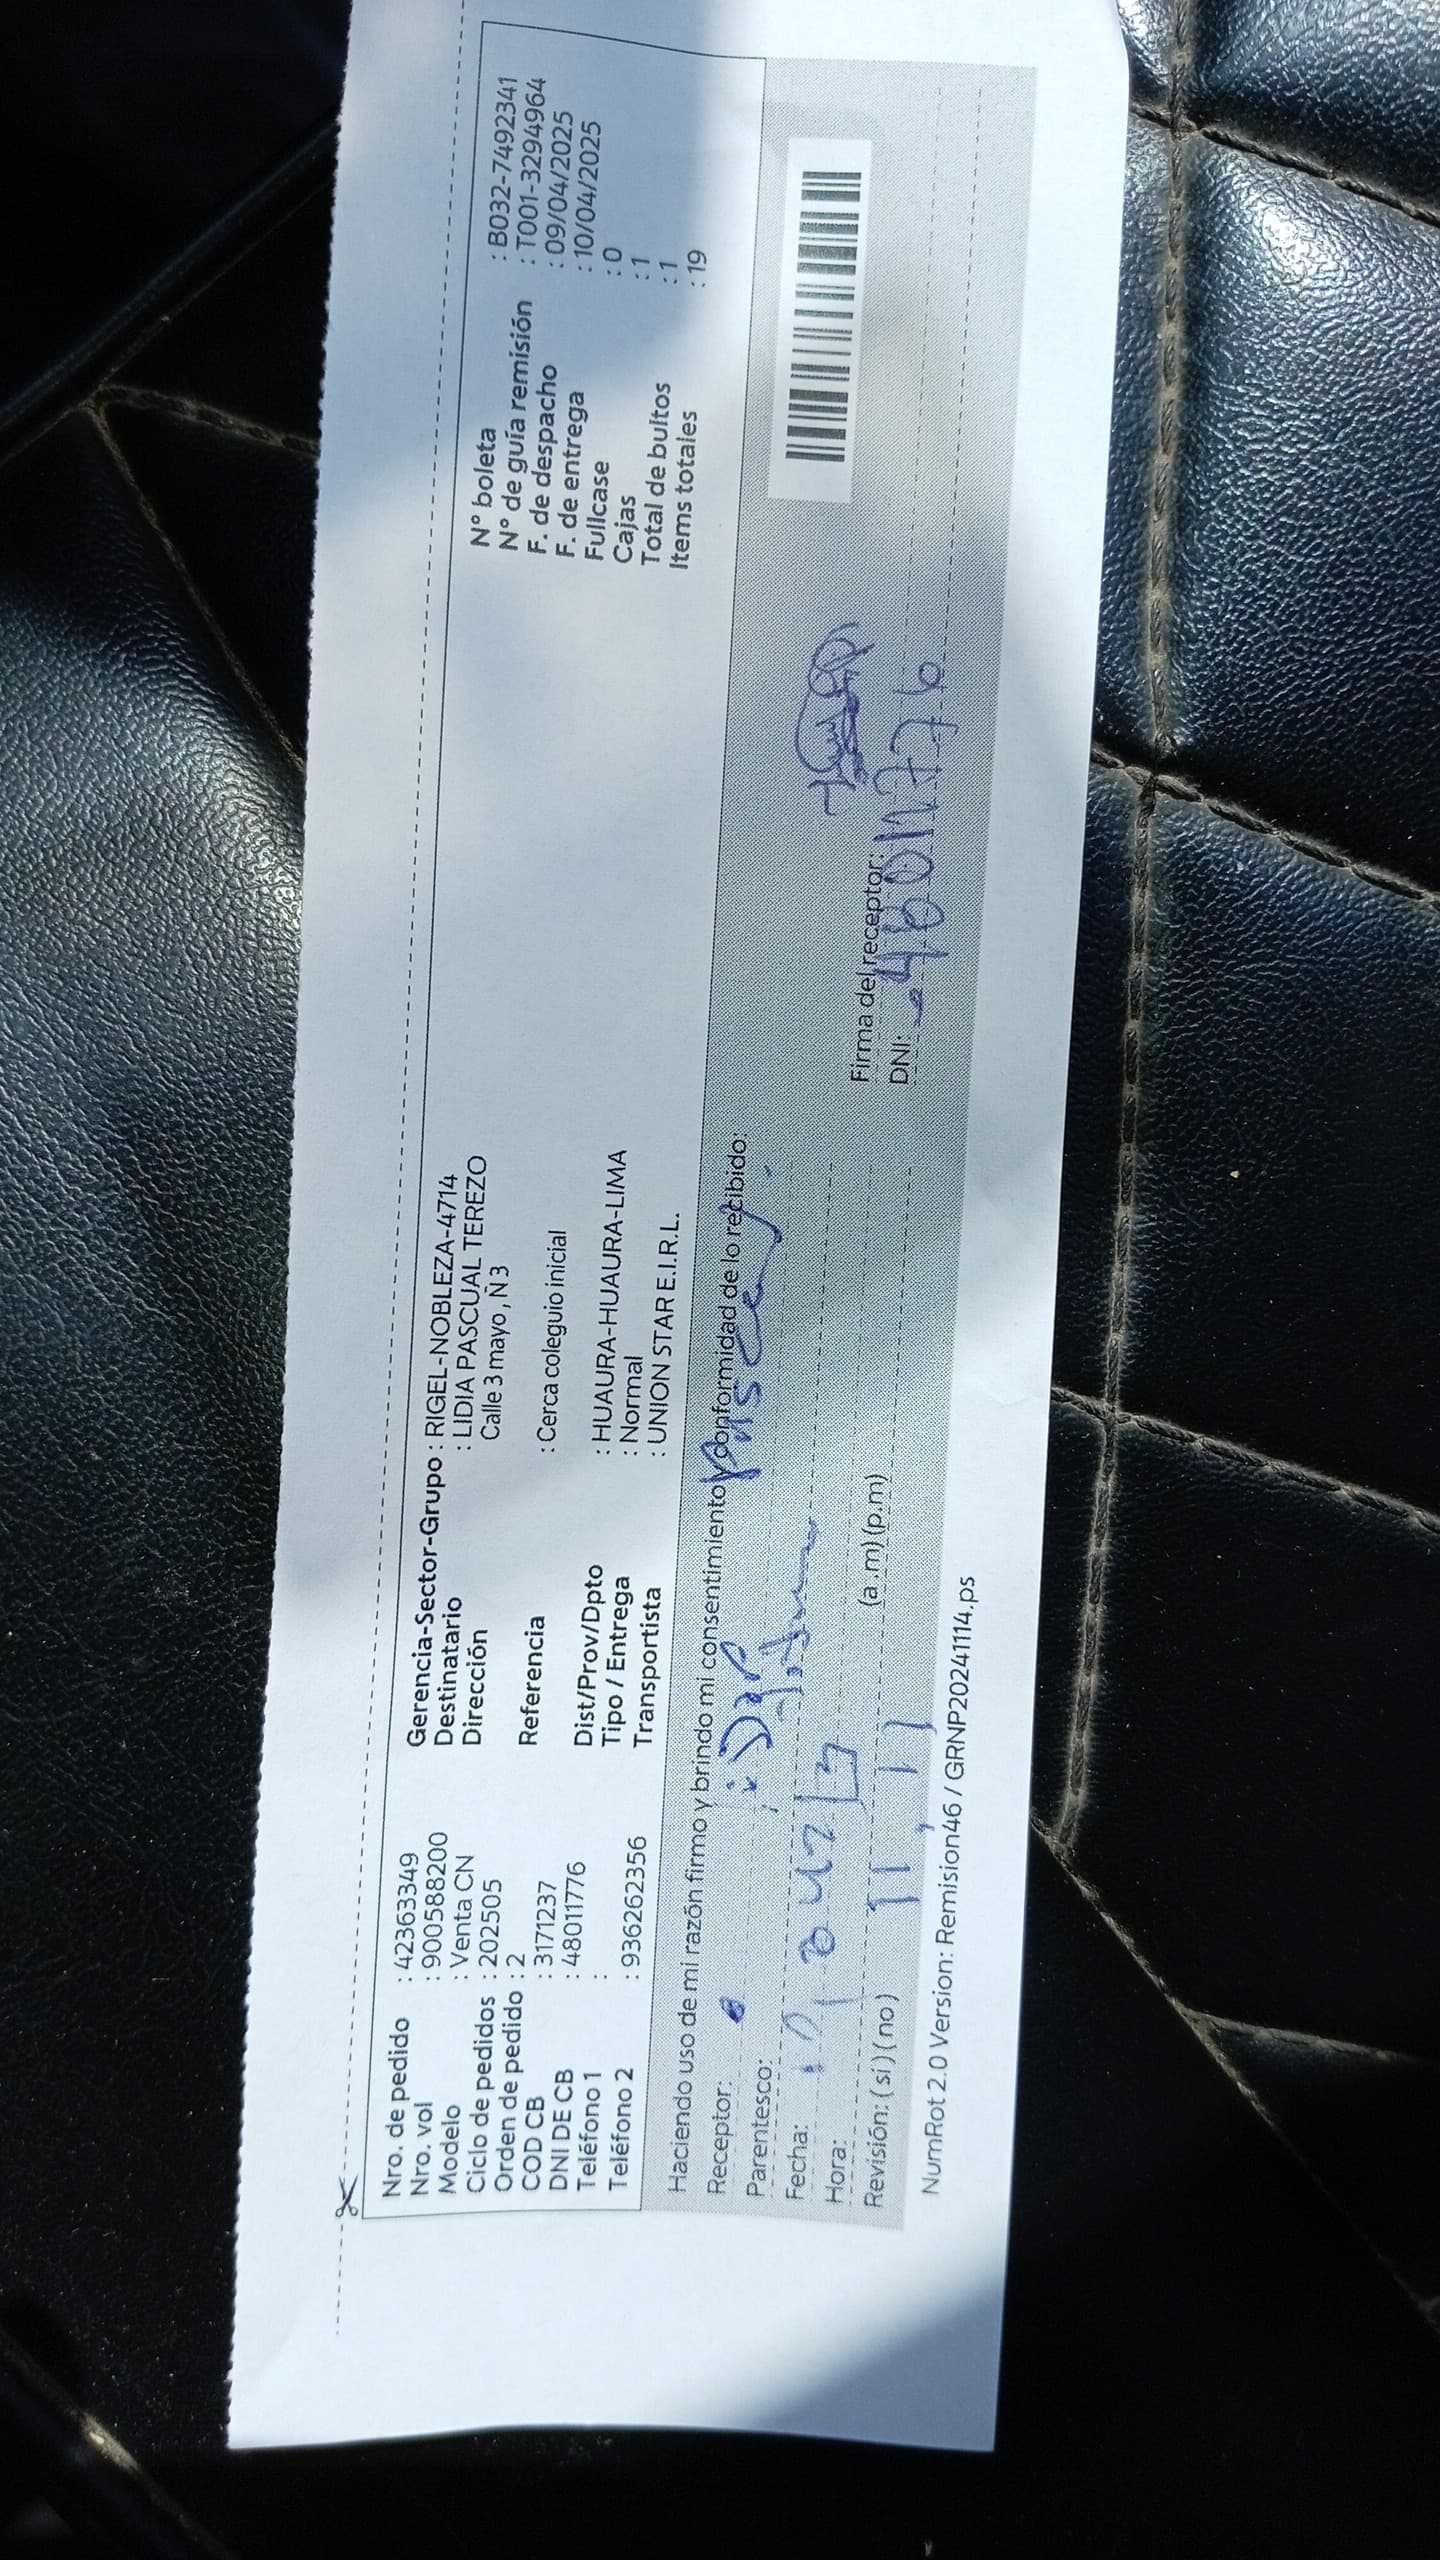 Nro. de pedido : 42363349
Nro. vol : 900588200
Modelo : Venta CN
Ciclo de pedidos : 202505
Orden de pedido : 2
COD CB : 3171237
DNI DE CB : 48011776
Teléfono 1 :
Teléfono 2 : 936262356
Gerencia-Sector-Grupo : RIGEL-NOBLEZA-4714
Destinatario : LIDIA PASCUAL TEREZO
Dirección Calle 3 mayo, Ñ 3
Referencia : Cerca coleguio inicial
Dist/Prov/Dpto : HUAURA-HUAURA-LIMA
Tipo / Entrega : Normal
Transportista : UNION STAR E.I.R.L.
N° boleta : B032-7492341
N° de guía remisión : T001-3294964
F. de despacho : 09/04/2025
F. de entrega : 10/04/2025
Fullcase : 0
Cajas : 1
Total de bultos : 1
Items totales : 19
Haciendo uso de mi razón firmo y brindo mi consentimiento y conformidad de lo recibido:
Receptor:
Parentesco:
Fecha:
Hora: (a .m) (p.m)
Revisión: ( si ) ( no )
Firma del receptor:
DNI:
NumRot 2.0 Version: Remision46 / GRNP20241114.ps